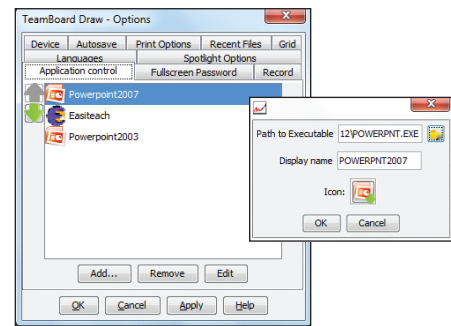 TeamBoard Draw - Options
Device Autosave Print Options Recent Files Grid
Languages Spotlight Options
Application control Fullscreen Password Record
Powerpoint2007
Easiteach
Powerpoint2003
Add... Remove Edit
OK Cancel Apply Help
Path to Executable 12\POWERPNT.EXE
Display name POWERPNT2007
Icon:
OK Cancel